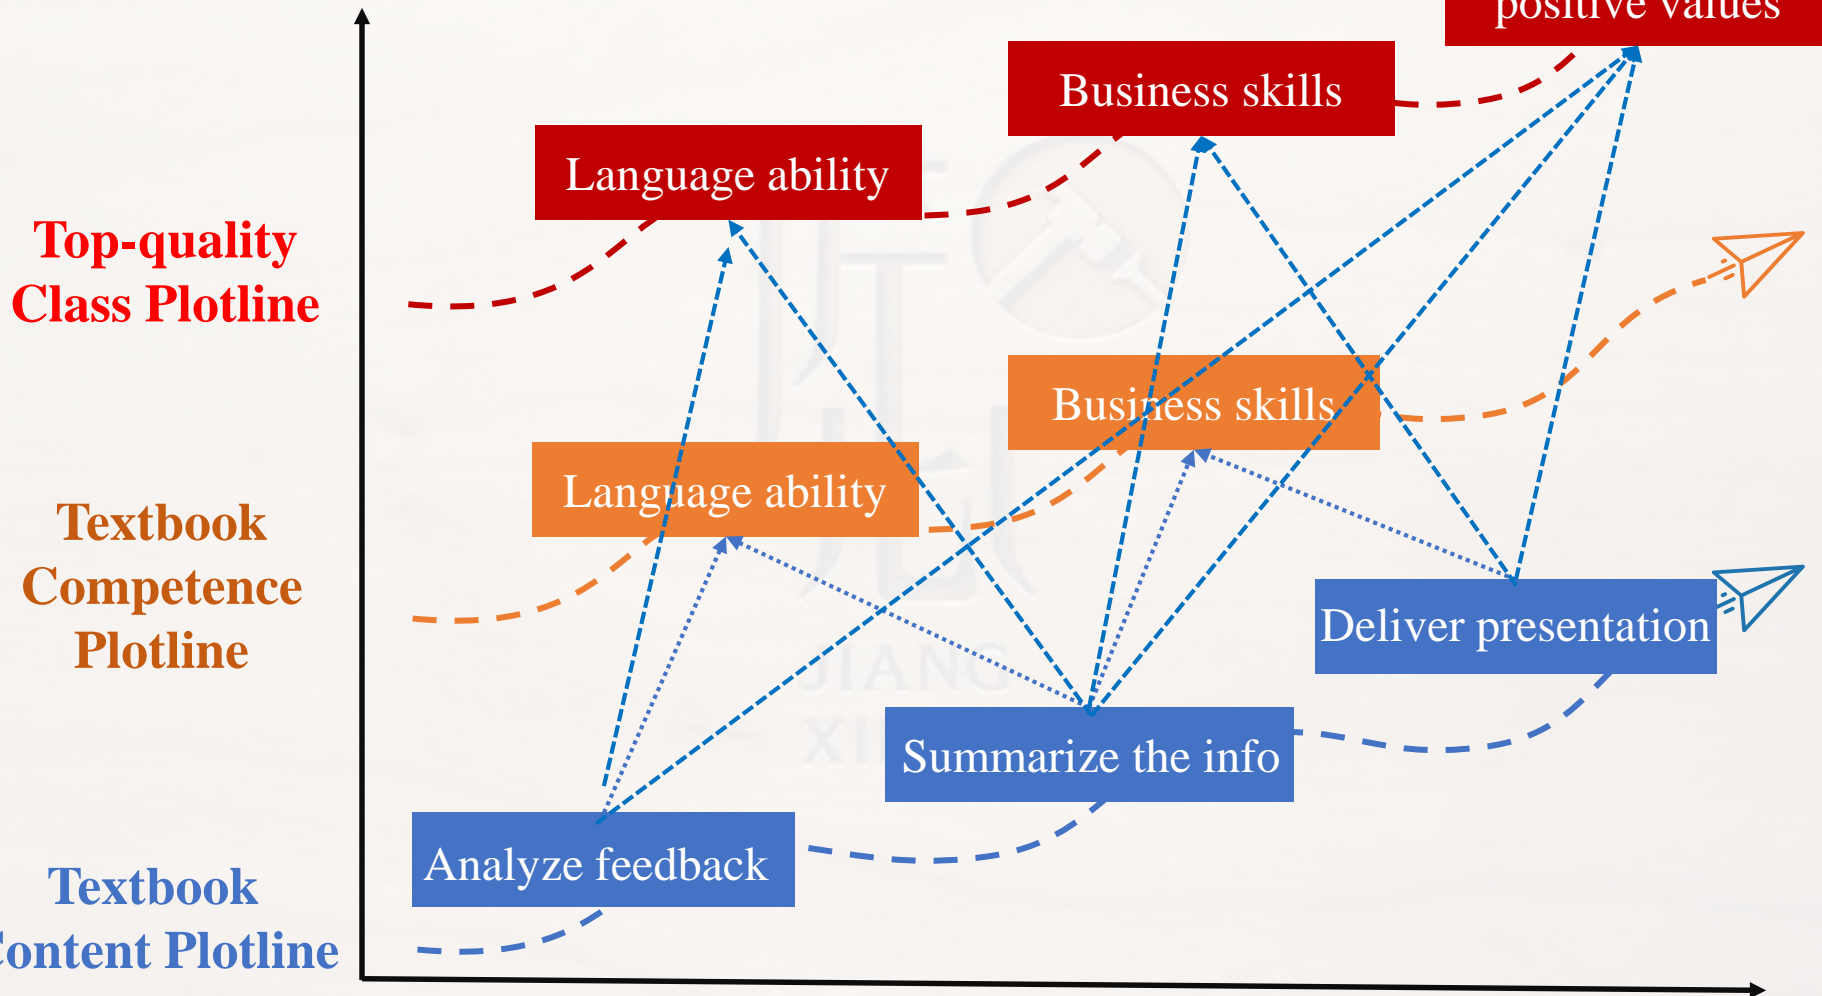 positive values
Business skills
Language ability
Top-quality
Class Plotline
Business skills
Language ability
Textbook
Competence
Plotline
Deliver presentation
JIANG
Summarize the info
Analyze feedback
Textbook
Content Plotline